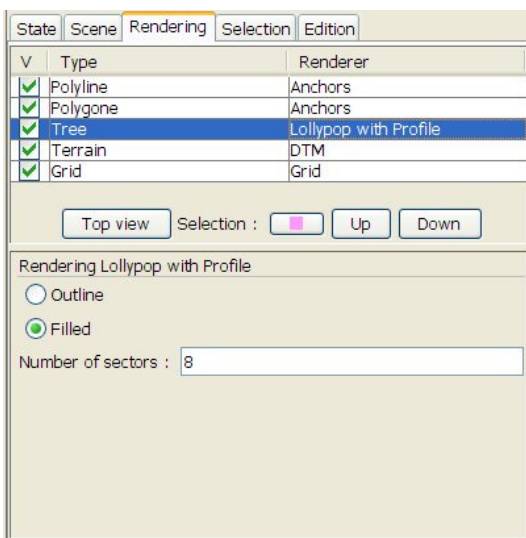 State Scene Rendering Selection Edition
V Type Renderer
Polyline Anchors
Polygone Anchors
Tree Lollypop with Profile
Terrain DTM
Grid Grid
Top view Selection : Up Down
Rendering Lollypop with Profile
Outline
Filled
Number of sectors : 8